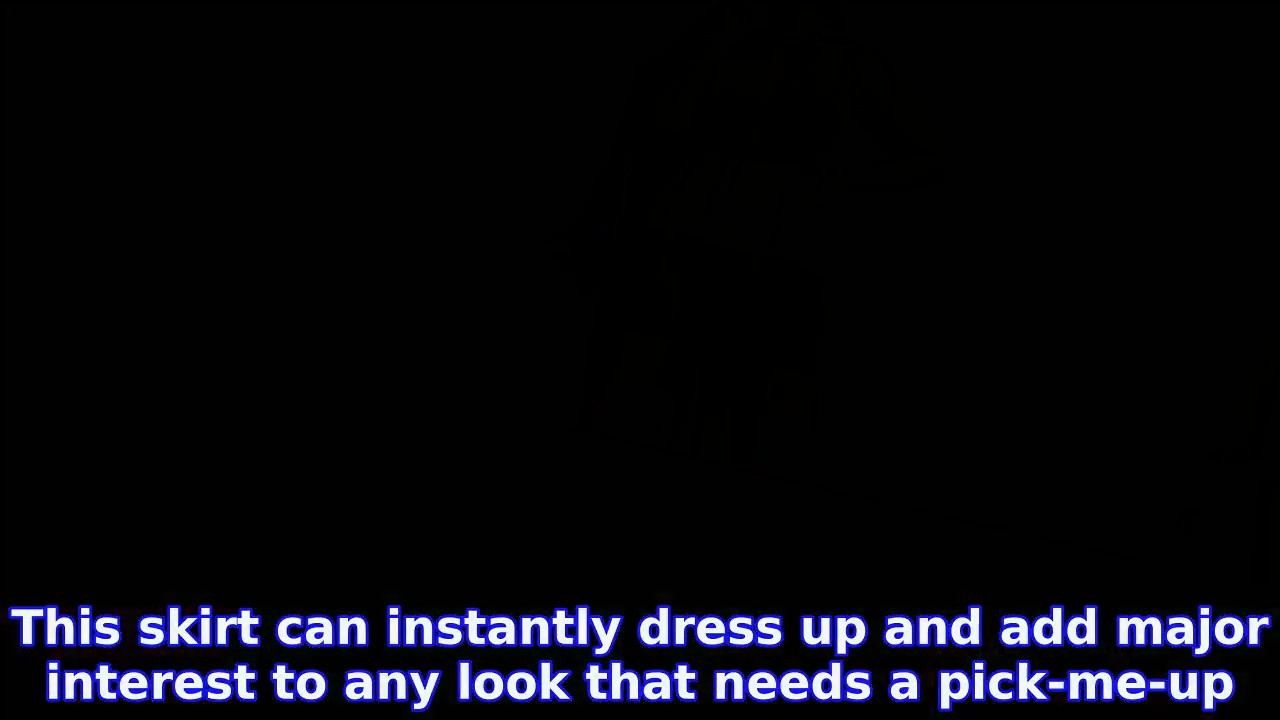 This skirt can instantly dress up and add major
interest to any look that needs a pick-me-up